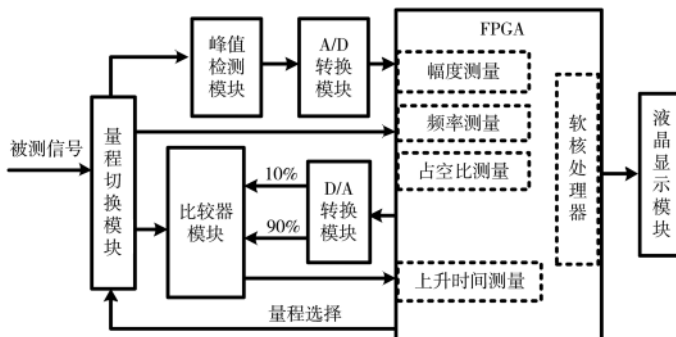 FPGA
峰值
检测
模块
A/D
转换
模块
幅度测量
频率测量
占空比测量
上升时间测量
软核处理器
液晶显示模块
被测信号
量程切换模块
比较器
模块
10%
90%
D/A
转换
模块
量程选择